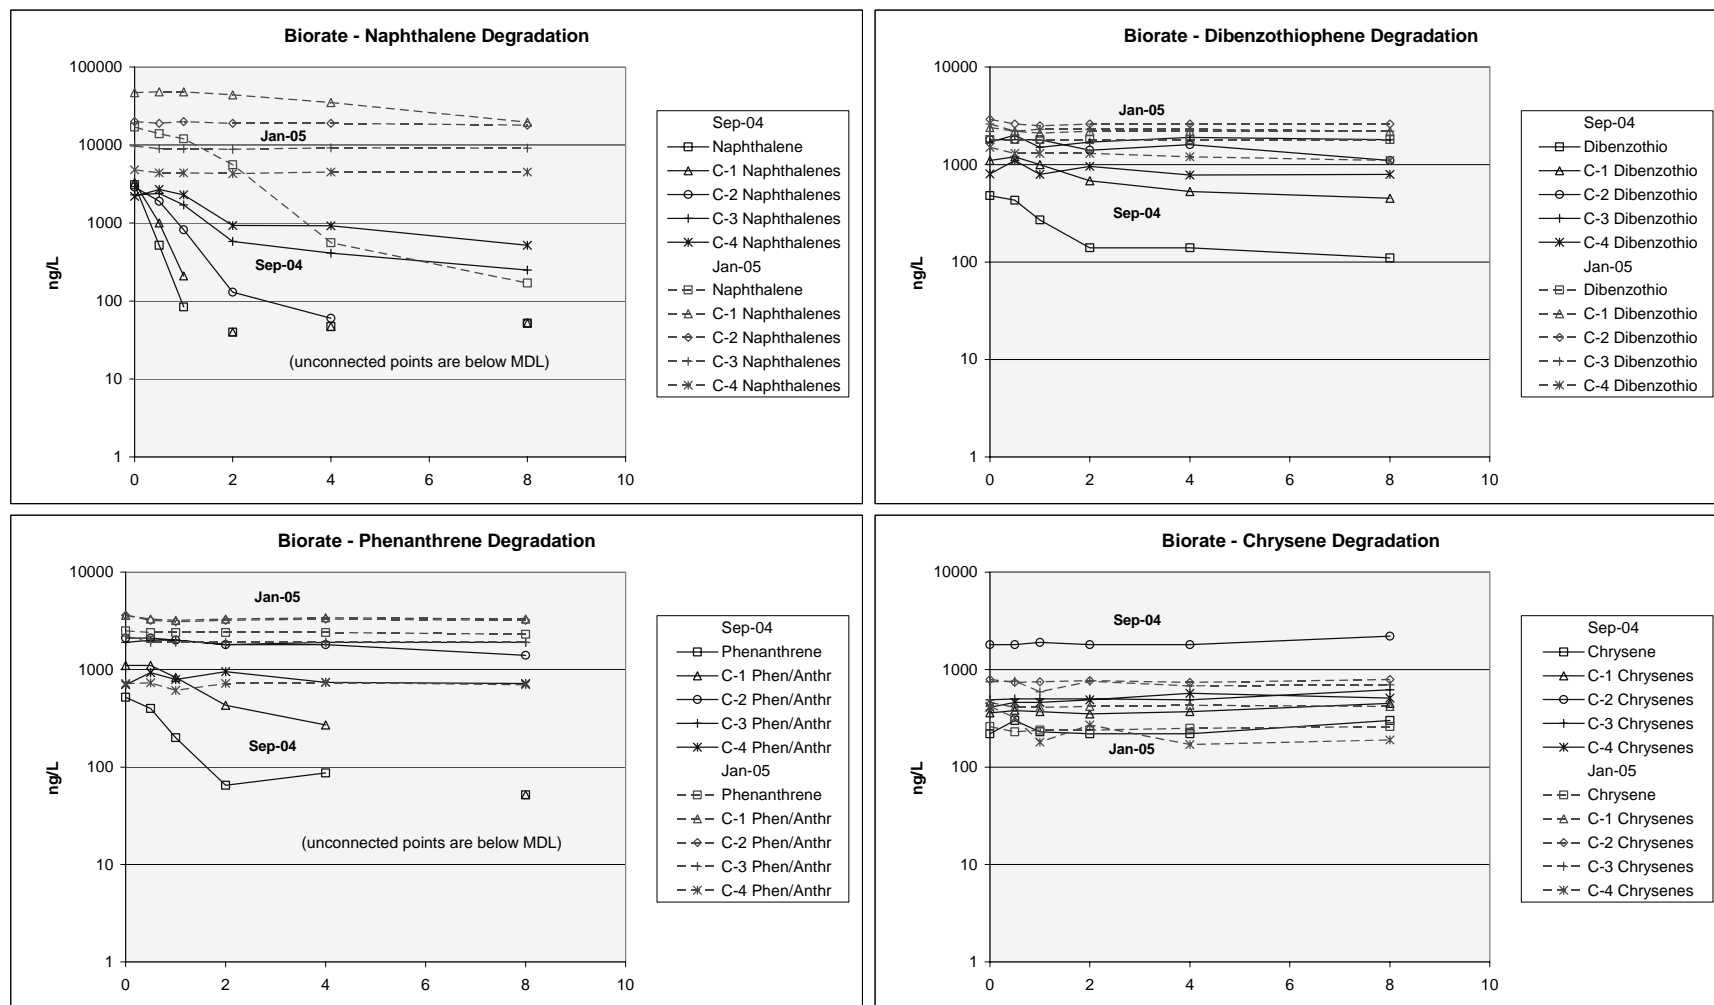 Biorate - Naphthalene Degradation
100000
10000
1000
100
10
1
ng/L
Jan-05
Sep-04
(unconnected points are below MDL)
0 2 4 6 8 10
Sep-04
Naphthalene
C-1 Naphthalenes
C-2 Naphthalenes
C-3 Naphthalenes
C-4 Naphthalenes
Jan-05
Naphthalene
C-1 Naphthalenes
C-2 Naphthalenes
C-3 Naphthalenes
C-4 Naphthalenes
Biorate - Dibenzothiophene Degradation
10000
1000
100
10
1
ng/L
Jan-05
Sep-04
0 2 4 6 8 10
Sep-04
Dibenzothio
C-1 Dibenzothio
C-2 Dibenzothio
C-3 Dibenzothio
C-4 Dibenzothio
Jan-05
Dibenzothio
C-1 Dibenzothio
C-2 Dibenzothio
C-3 Dibenzothio
C-4 Dibenzothio
Biorate - Phenanthrene Degradation
10000
1000
100
10
1
ng/L
Jan-05
Sep-04
(unconnected points are below MDL)
0 2 4 6 8 10
Sep-04
Phenanthrene
C-1 Phen/Anthr
C-2 Phen/Anthr
C-3 Phen/Anthr
C-4 Phen/Anthr
Jan-05
Phenanthrene
C-1 Phen/Anthr
C-2 Phen/Anthr
C-3 Phen/Anthr
C-4 Phen/Anthr
Biorate - Chrysene Degradation
10000
1000
100
10
1
ng/L
Sep-04
Jan-05
0 2 4 6 8 10
Sep-04
Chrysene
C-1 Chrysenes
C-2 Chrysenes
C-3 Chrysenes
C-4 Chrysenes
Jan-05
Chrysene
C-1 Chrysenes
C-2 Chrysenes
C-3 Chrysenes
C-4 Chrysenes